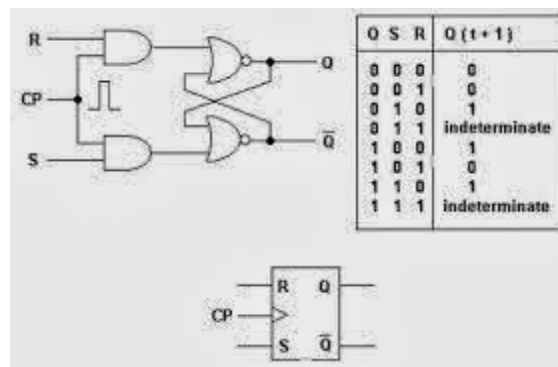 R
CP
S
Q
Q̅
Q S R Q ( t + 1 )
0 0 0 0
0 0 1 0
0 1 0 1
0 1 1 indeterminate
1 0 0 1
1 0 1 0
1 1 0 1
1 1 1 indeterminate
R Q
CP
S Q̅